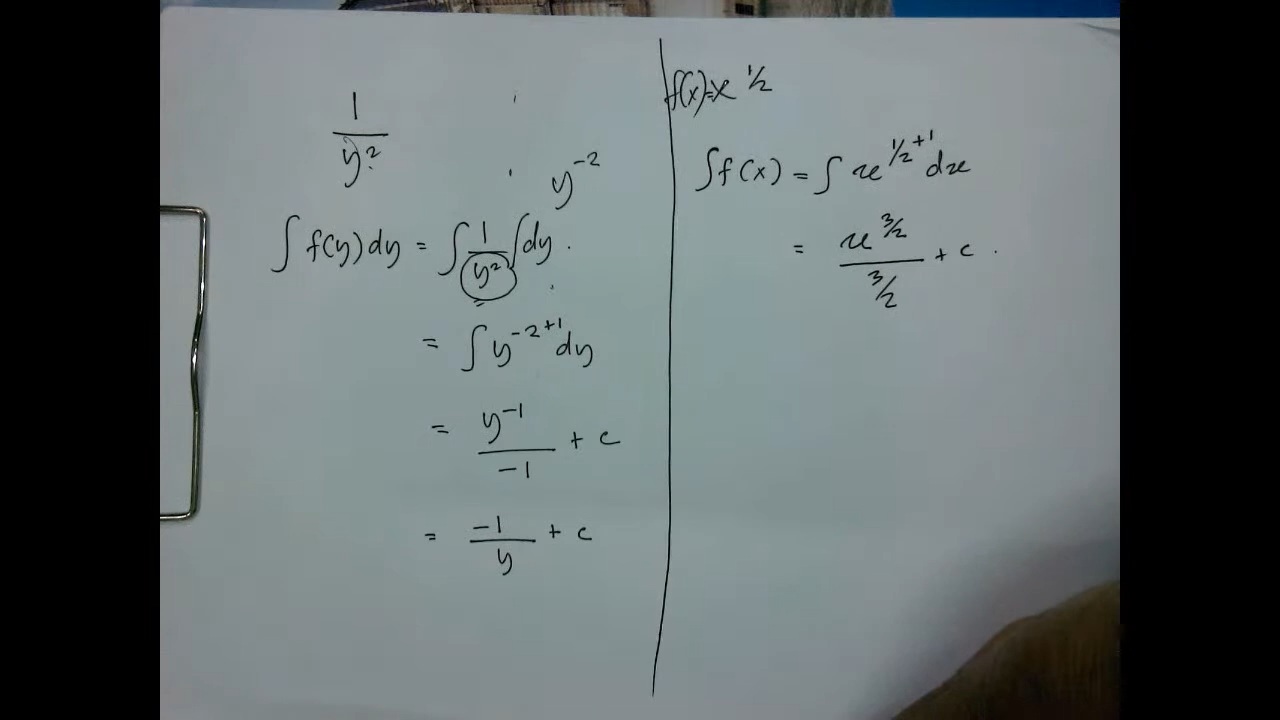 1/y²
y⁻²
∫ f(y) dy = ∫ 1/y² ∫ dy .
= ∫ y⁻²⁺¹ dy
= y⁻¹/−1 + c
= −1/y + c
f(x)=x^1/2
∫ f(x) = ∫ x^1/2+1 dx
= x^3/2 / 3/2 + c .